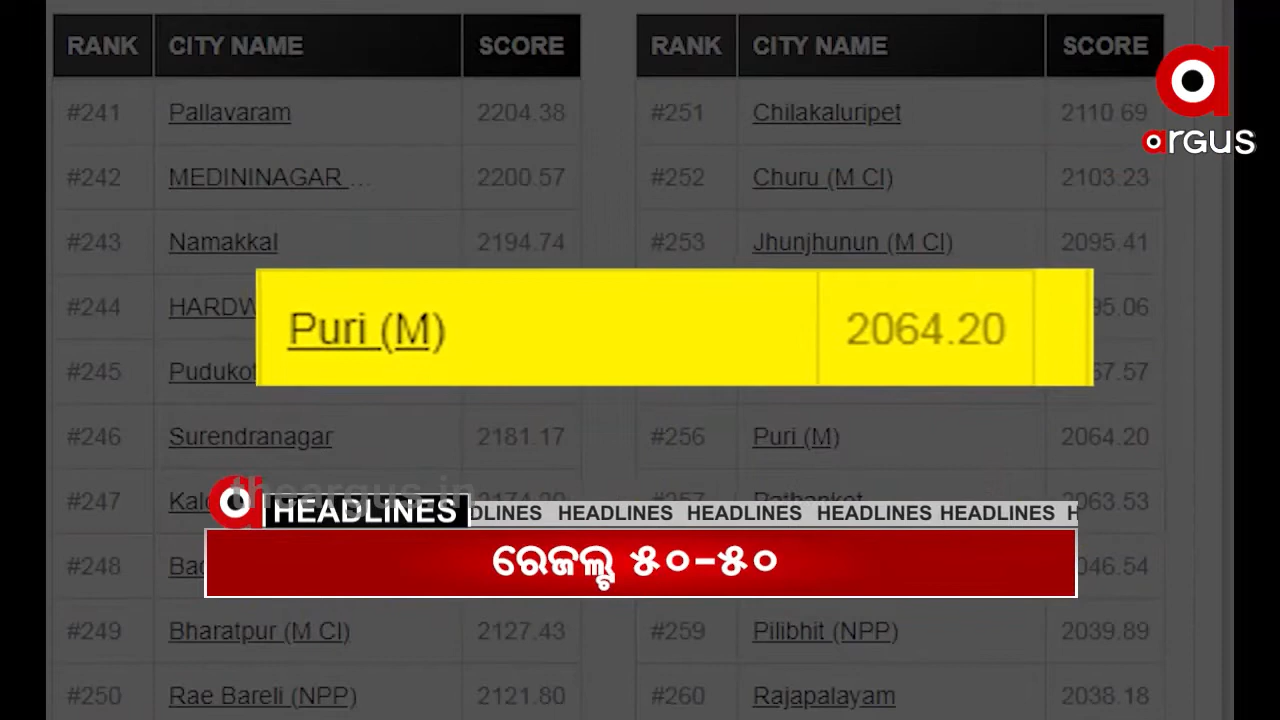 RANK CITY NAME SCORE RANK CITY NAME SCORE
#241 Pallavaram 2204.38 #251 Chilakaluripet 2110.69
argus
#242 MEDININAGAR ... 2200.57 #252 Churu (M Cl) 2103.23
#243 Namakkal 2194.74 #253 Jhunjhunun (M Cl) 2095.41
#244
Puri (M) 2064.20
#245
#246 Surendranagar 2181.17 #256 Puri (M) 2064.20
theargus.in
#247 #257 Pathankot
HEADLINES HEADLINES HEADLINES HEADLINES HEADLINES
ରେଜଲ୍ଟ ୫୦-୫୦
#248
#249 Bharatpur (M Cl) 2127.43 #259 Pilibhit (NPP) 2039.89
#250 Rae Bareli (NPP) 2121.80 #260 Rajapalayam 2038.18